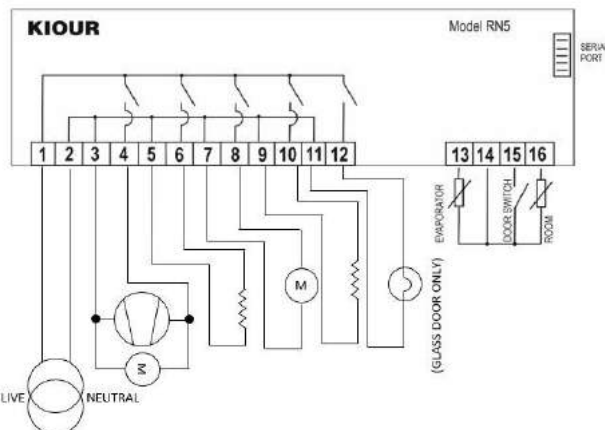 KIOUR
Model RN5
SERIA
PORT
1 2 3 4 5 6 7 8 9 10 11 12
13 14 15 16
EVAPORATOR
DOOR SWITCH
ROOM
M
M
(GLASS DOOR ONLY)
LIVE
NEUTRAL